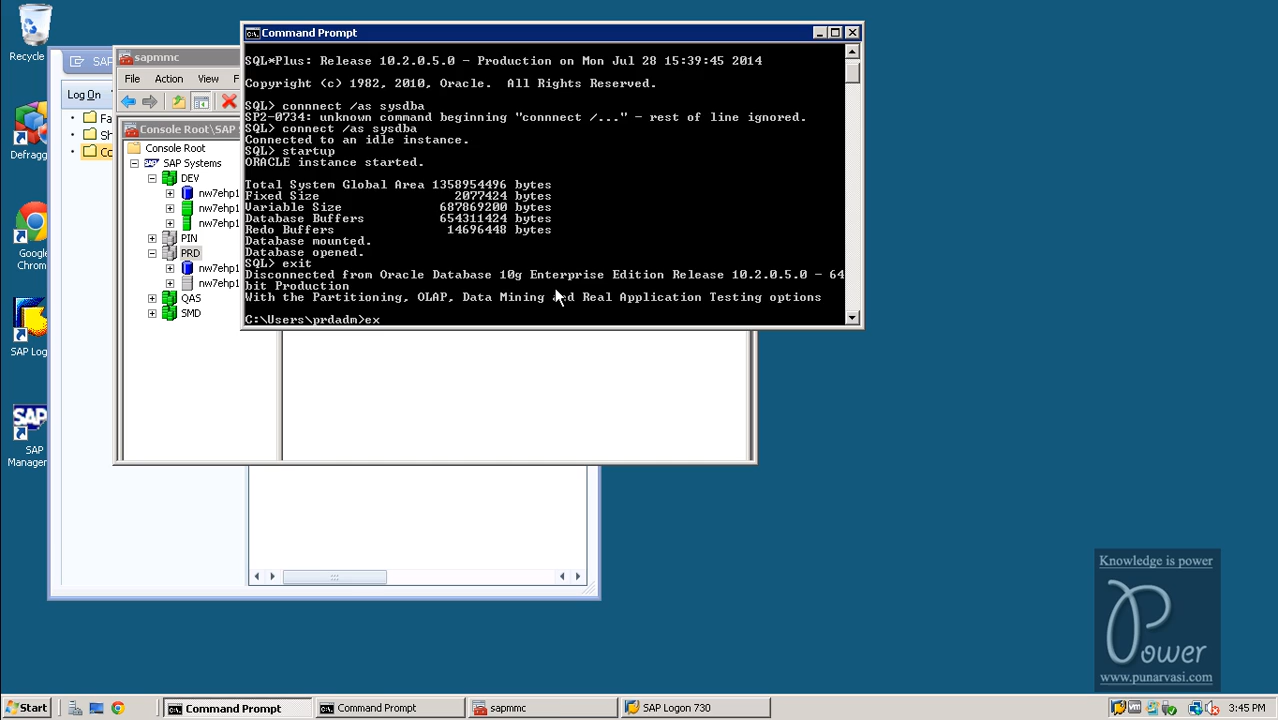 Recycle
Defragg
Google
Chrom
SAP Log
SAP
Manager
SAP
Log On
Fa
Sh
Co
sapmmc
File Action View F
Console Root\SAP
Console Root
SAP Systems
DEV
nw7ehp1
nw7ehp1
nw7ehp1
PIN
PRD
nw7ehp1
nw7ehp1
QAS
SMD
Command Prompt
SQL*Plus: Release 10.2.0.5.0 - Production on Mon Jul 28 15:39:45 2014
Copyright (c) 1982, 2010, Oracle.  All Rights Reserved.
SQL> connnect /as sysdba
SP2-0734: unknown command beginning "connnect /..." - rest of line ignored.
SQL> connect /as sysdba
Connected to an idle instance.
SQL> startup
ORACLE instance started.
Total System Global Area 1358954496 bytes
Fixed Size 2077424 bytes
Variable Size 687869200 bytes
Database Buffers 654311424 bytes
Redo Buffers 14696448 bytes
Database mounted.
Database opened.
SQL> exit
Disconnected from Oracle Database 10g Enterprise Edition Release 10.2.0.5.0 - 64
bit Production
With the Partitioning, OLAP, Data Mining and Real Application Testing options
C:\Users\prdadm>ex
Knowledge is power
Power
www.punarvasi.com
Start
Command Prompt
Command Prompt
sapmmc
SAP Logon 730
3:45 PM